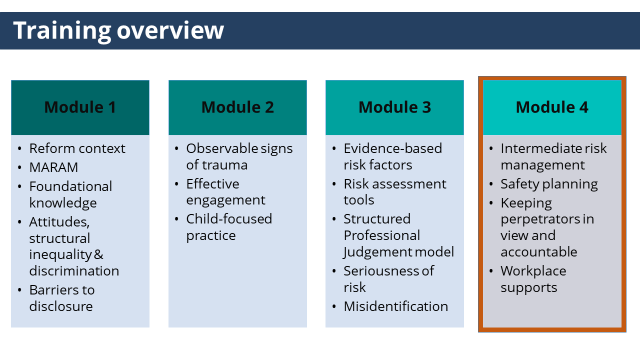 Training overview
Module 1
• Reform context
• MARAM
• Foundational
knowledge
• Attitudes,
structural
inequality &
discrimination
• Barriers to
disclosure
Module 2
• Observable signs
of trauma
• Effective
engagement
• Child-focused
practice
Module 3
• Evidence-based
risk factors
• Risk assessment
tools
• Structured
Professional
Judgement model
• Seriousness of
risk
• Misidentification
Module 4
• Intermediate risk
management
• Safety planning
• Keeping
perpetrators in
view and
accountable
• Workplace
supports